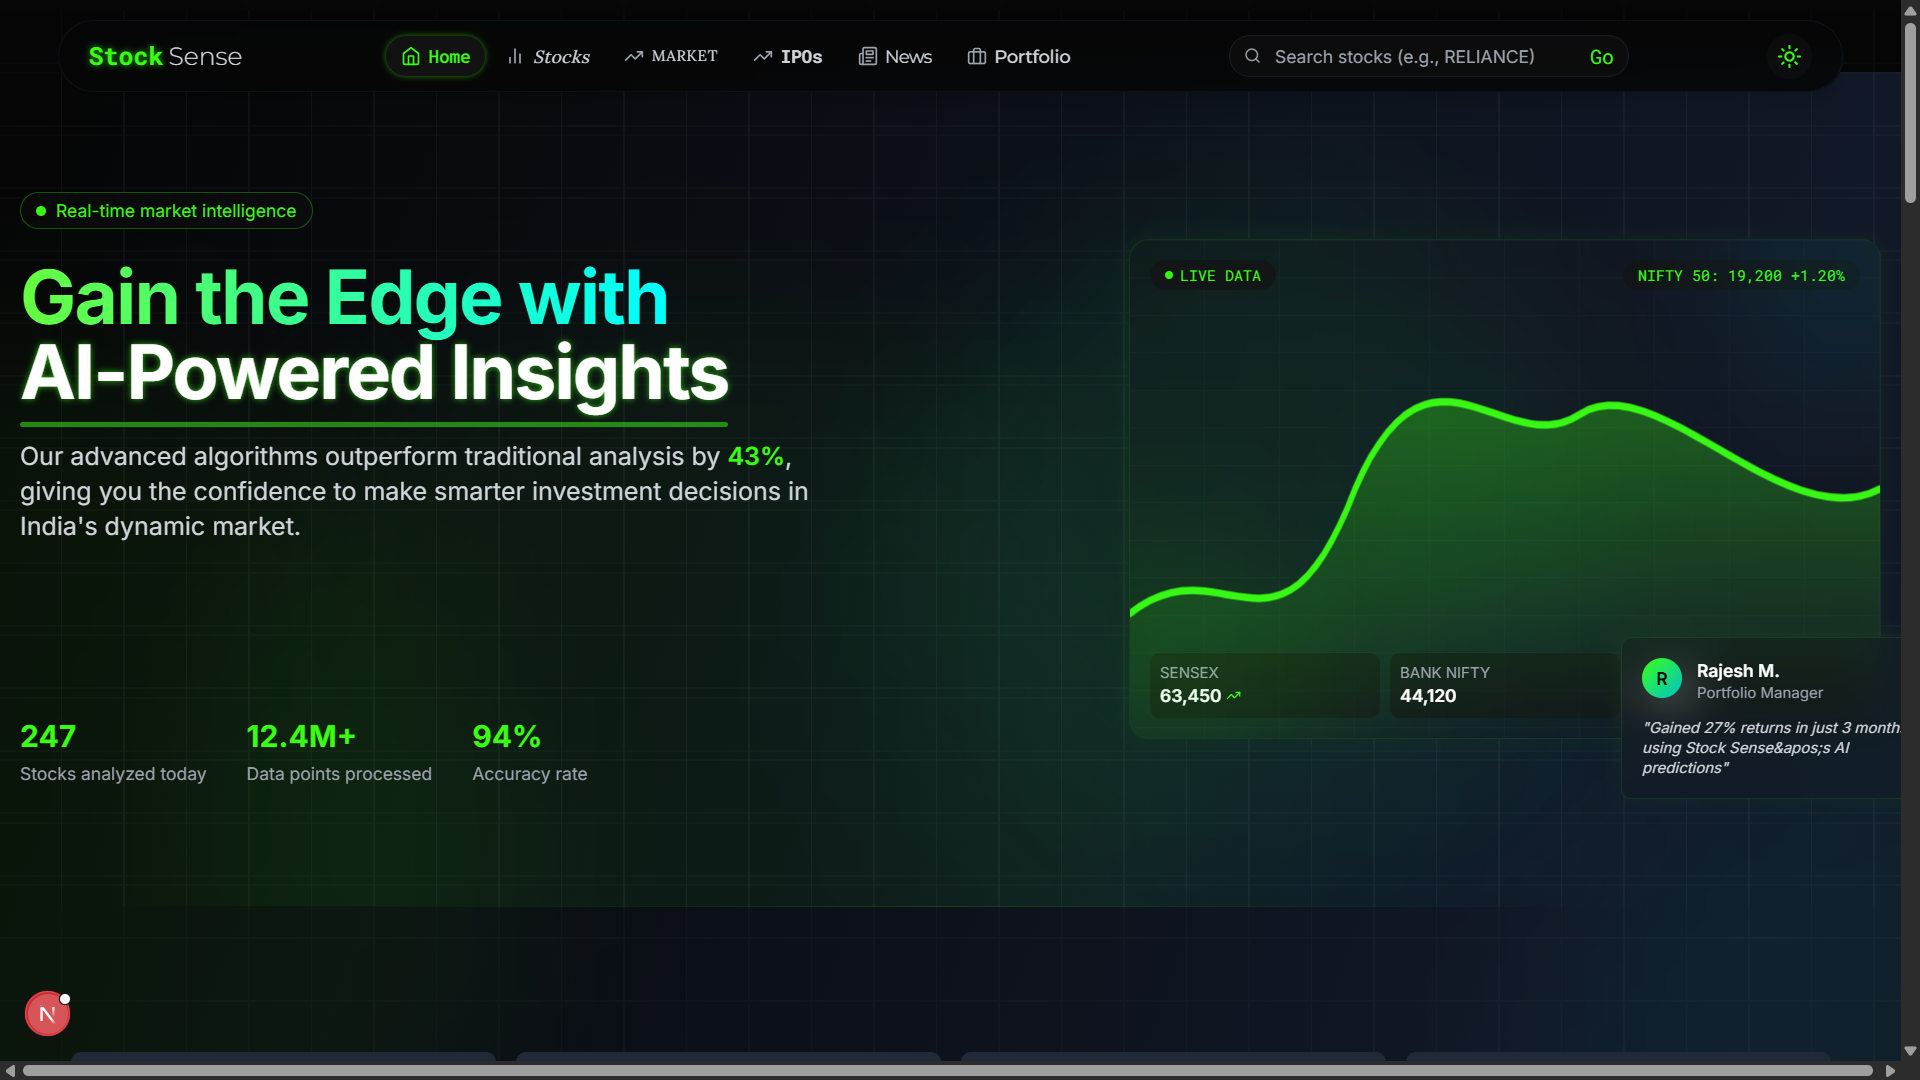 Stock Sense
Home
Stocks
MARKET
IPOs
News
Portfolio
Search stocks (e.g., RELIANCE)
Go
Real-time market intelligence
Gain the Edge with
AI-Powered Insights
Our advanced algorithms outperform traditional analysis by 43%,
giving you the confidence to make smarter investment decisions in
India's dynamic market.
247
Stocks analyzed today
12.4M+
Data points processed
94%
Accuracy rate
LIVE DATA
NIFTY 50: 19,200 +1.20%
SENSEX
63,450
BANK NIFTY
44,120
R
Rajesh M.
Portfolio Manager
"Gained 27% returns in just 3 month
using Stock Sense&apos;s AI
predictions"
N